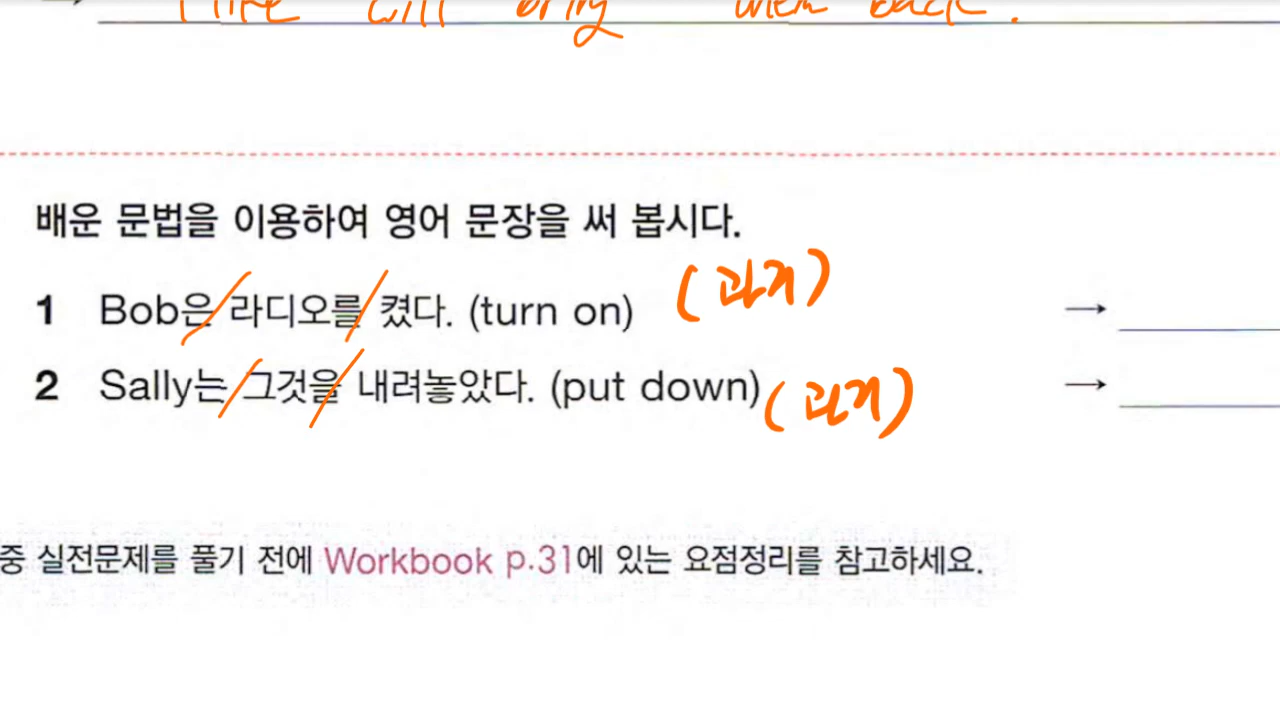 will bring them back.
배운 문법을 이용하여 영어 문장을 써 봅시다.
1 Bob은 라디오를 켰다. (turn on) (과거) →
2 Sally는 그것을 내려놓았다. (put down) (과거) →
중 실전문제를 풀기 전에 Workbook p.31에 있는 요점정리를 참고하세요.